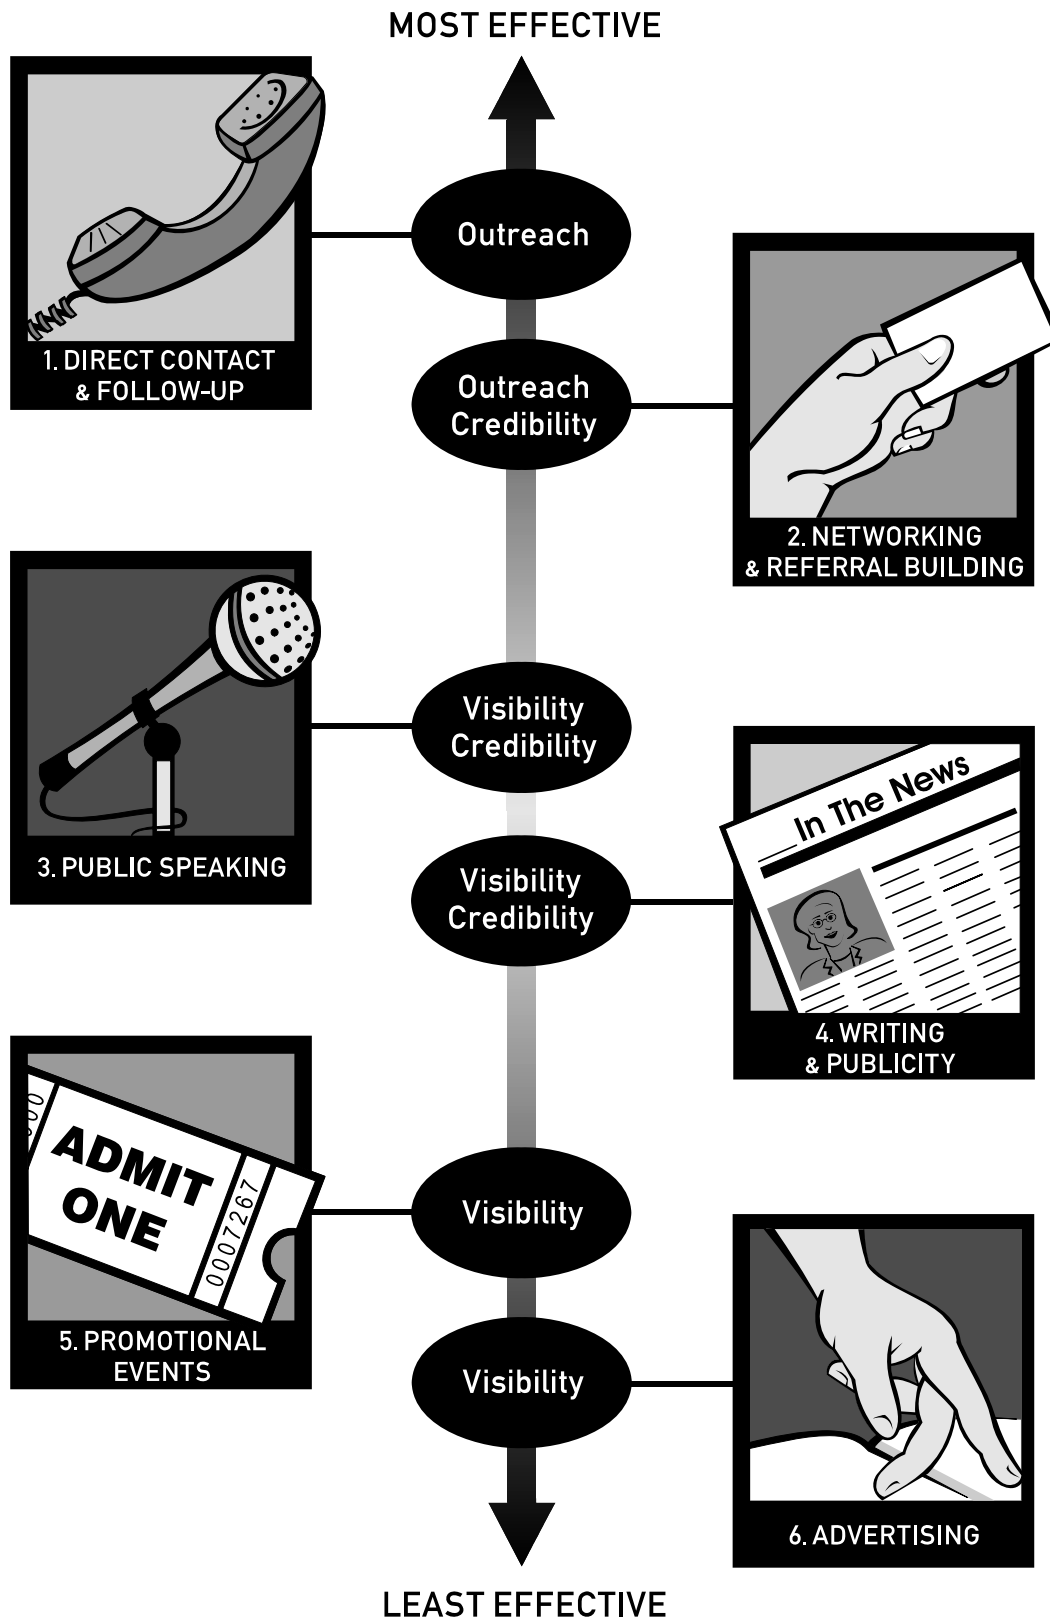 MOST EFFECTIVE
Outreach
1. DIRECT CONTACT
& FOLLOW-UP
Outreach
Credibility
2. NETWORKING
& REFERRAL BUILDING
Visibility
Credibility
3. PUBLIC SPEAKING
In The News
Visibility
Credibility
4. WRITING
& PUBLICITY
ADMIT
ONE
0007267
Visibility
5. PROMOTIONAL
EVENTS
Visibility
6. ADVERTISING
LEAST EFFECTIVE